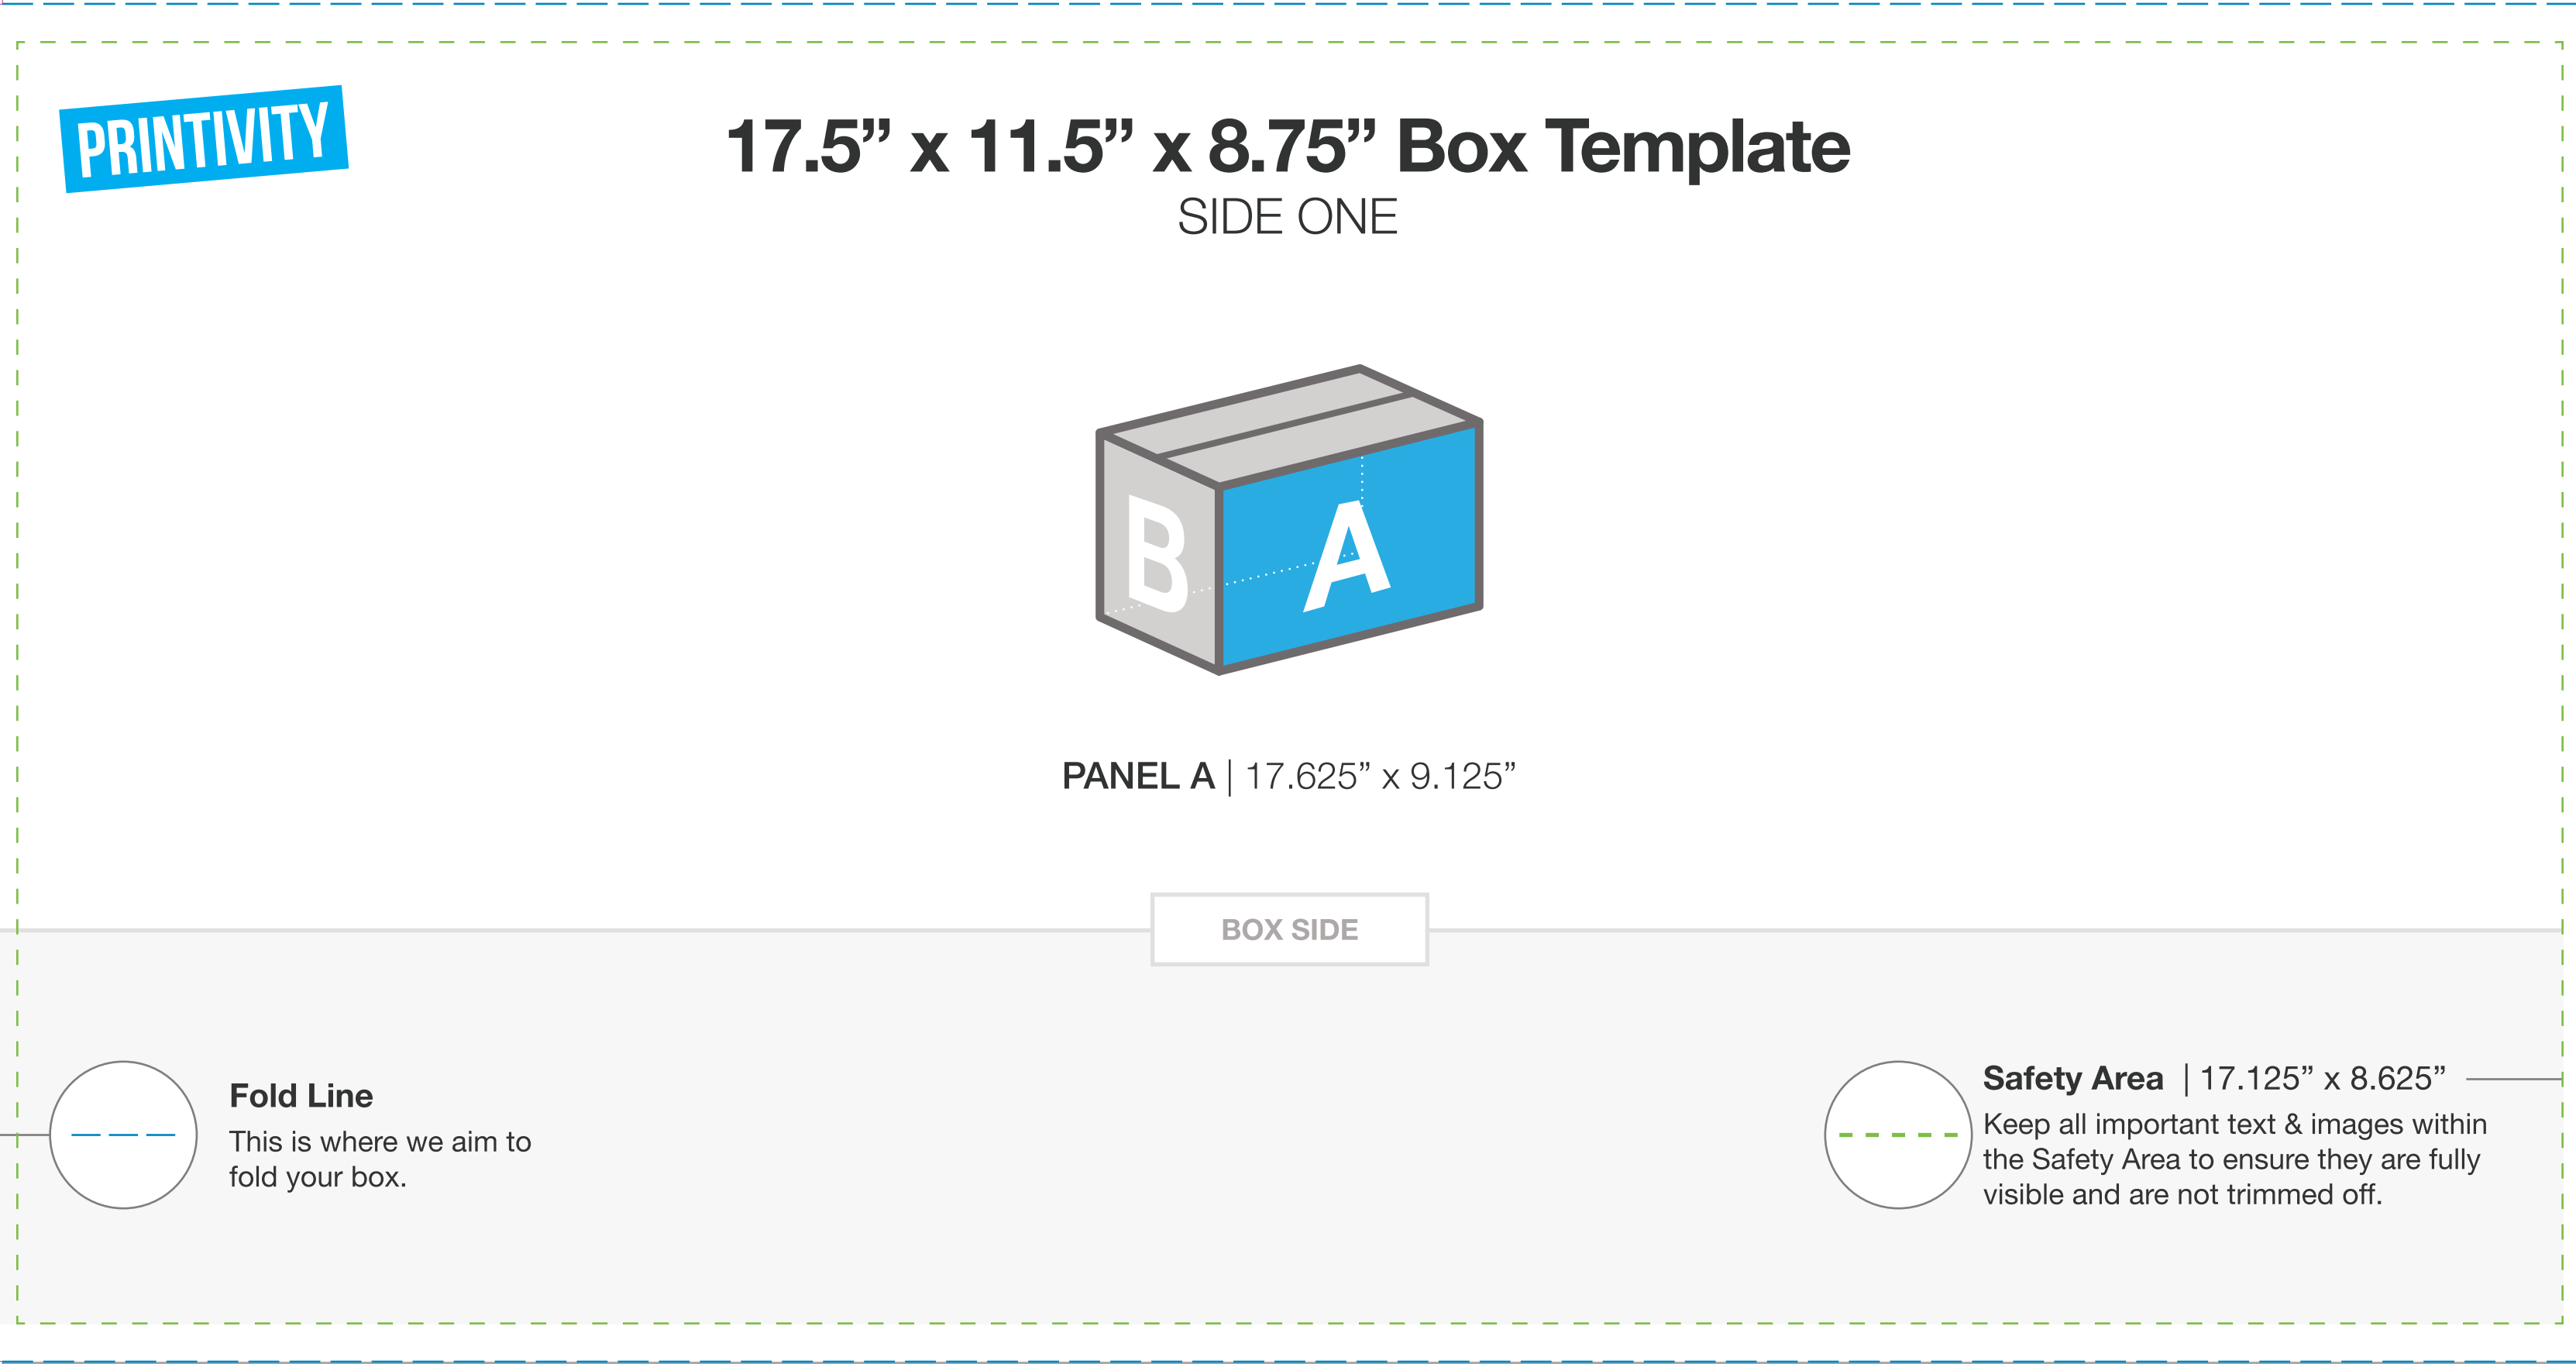 PRINTIVITY
17.5” x 11.5” x 8.75” Box Template
SIDE ONE
B
A
PANEL A | 17.625” x 9.125”
BOX SIDE
Fold Line
This is where we aim to
fold your box.
Safety Area | 17.125” x 8.625”
Keep all important text & images within
the Safety Area to ensure they are fully
visible and are not trimmed off.